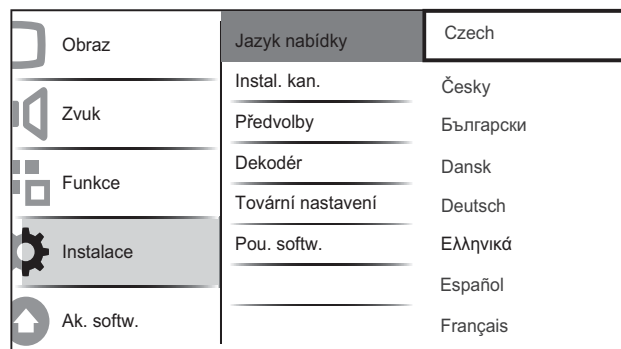 Obraz
Zvuk
Funkce
Instalace
Ak. softw.
Jazyk nabídky
Instal. kan.
Předvolby
Dekodér
Tovární nastavení
Pou. softw.
Czech
Česky
Български
Dansk
Deutsch
Ελληνικά
Español
Français